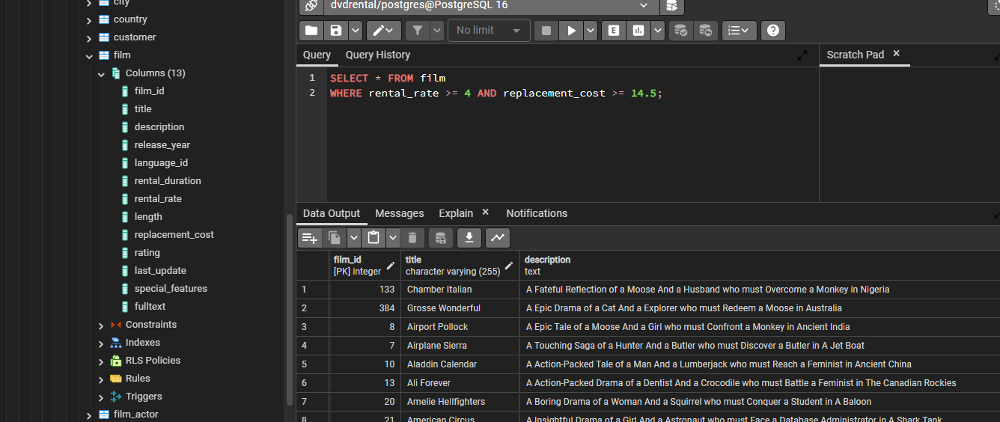 city
country
customer
film
Columns (13)
film_id
title
description
release_year
language_id
rental_duration
rental_rate
length
replacement_cost
rating
last_update
special_features
fulltext
Constraints
Indexes
RLS Policies
Rules
Triggers
film_actor
dvdrental/postgres@PostgreSQL 16
No limit
E
Query Query History
Scratch Pad
1 SELECT * FROM film
2 WHERE rental_rate >= 4 AND replacement_cost >= 14.5;
Data Output Messages Explain Notifications
film_id title description
[PK] integer character varying (255) text
1 133 Chamber Italian A Fateful Reflection of a Moose And a Husband who must Overcome a Monkey in Nigeria
2 384 Grosse Wonderful A Epic Drama of a Cat And a Explorer who must Redeem a Moose in Australia
3 8 Airport Pollock A Epic Tale of a Moose And a Girl who must Confront a Monkey in Ancient India
4 7 Airplane Sierra A Touching Saga of a Hunter And a Butler who must Discover a Butler in A Jet Boat
5 10 Aladdin Calendar A Action-Packed Tale of a Man And a Lumberjack who must Reach a Feminist in Ancient China
6 13 Ali Forever A Action-Packed Drama of a Dentist And a Crocodile who must Battle a Feminist in The Canadian Rockies
7 20 Amelie Hellfighters A Boring Drama of a Woman And a Squirrel who must Conquer a Student in A Baloon
8 21 American Circus A Insightful Drama of a Girl And a Astronaut who must Face a Database Administrator in A Shark Tank